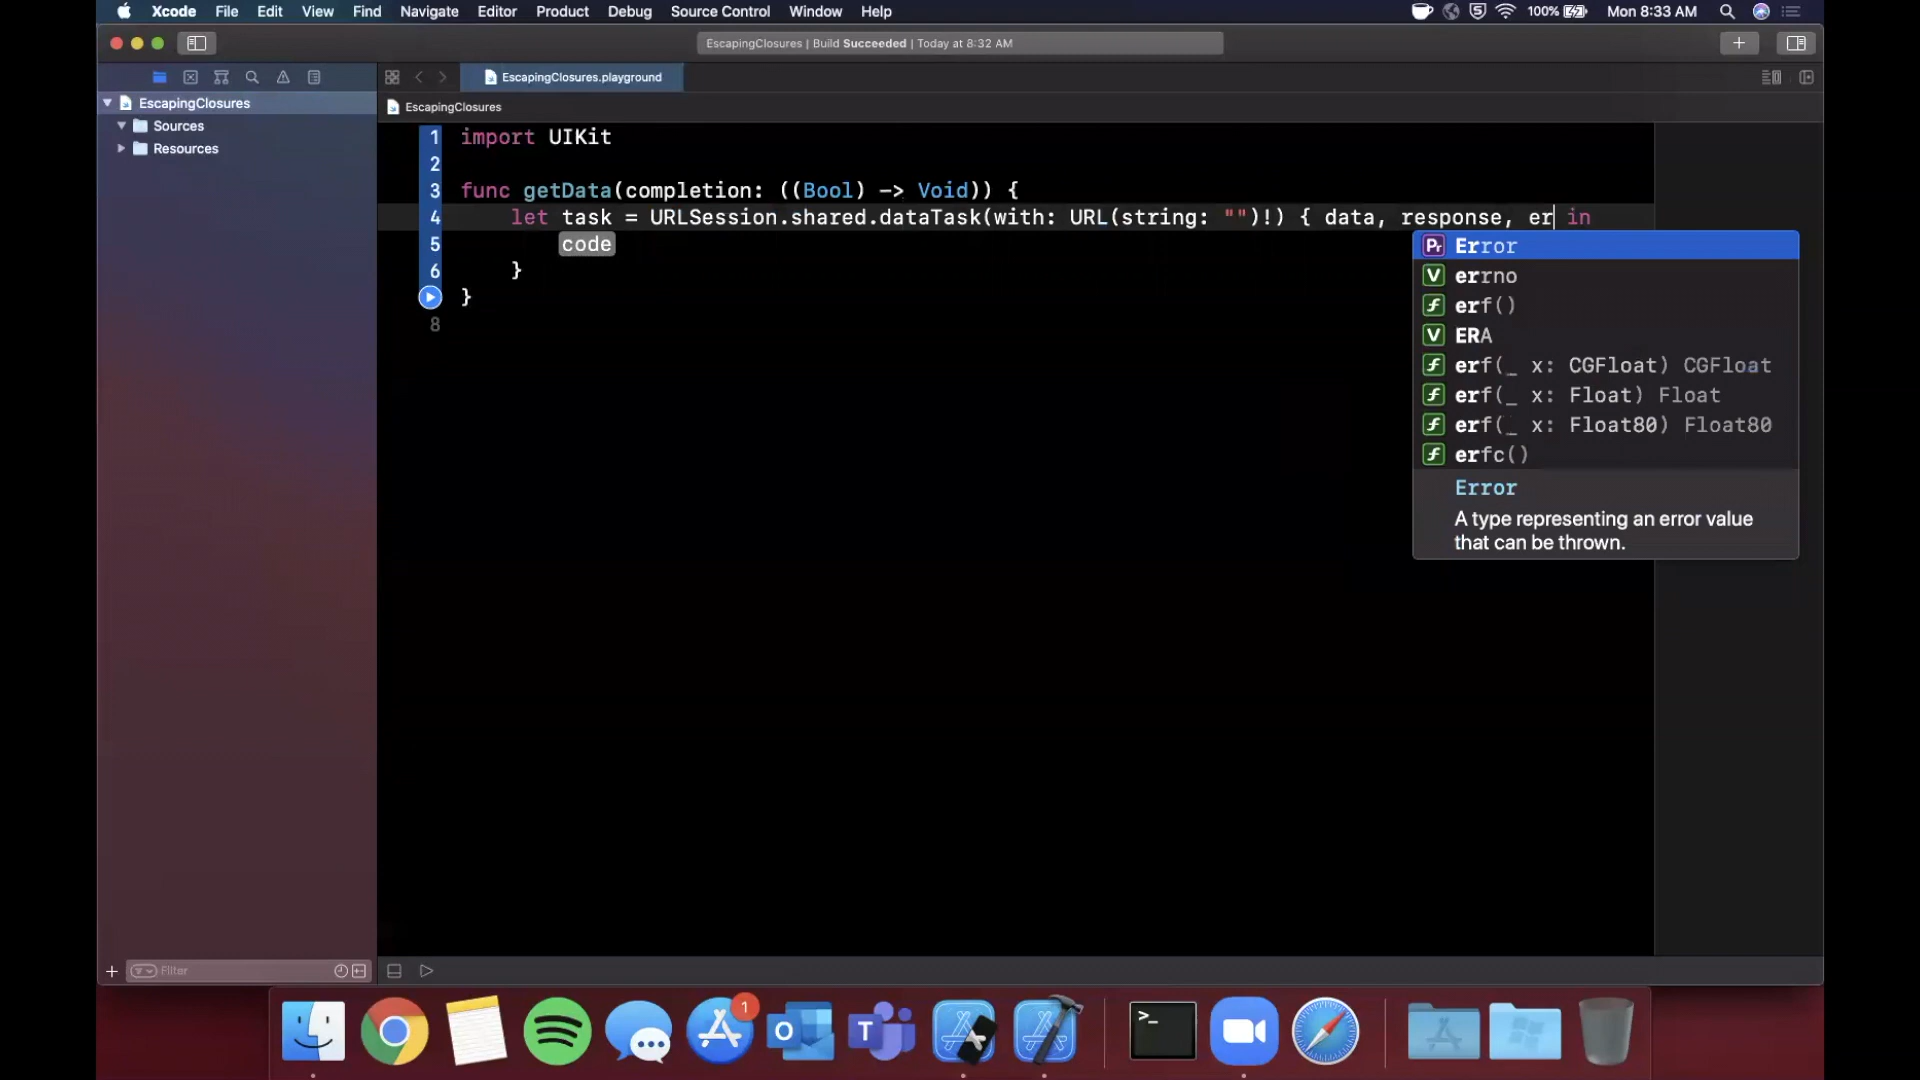 Xcode File Edit View Find Navigate Editor Product Debug Source Control Window Help 100% Mon 8:33 AM
EscapingClosures | Build Succeeded | Today at 8:32 AM
EscapingClosures.playground
EscapingClosures
EscapingClosures
Sources
Resources
1 import UIKit
2
3 func getData(completion: ((Bool) -> Void)) {
4 let task = URLSession.shared.dataTask(with: URL(string: "")!) { data, response, er in
5 code
6 }
}
8
Pr Error
V errno
f erf()
V ERA
f erf(_ x: CGFloat) CGFloat
f erf(_ x: Float) Float
f erf(_ x: Float80) Float80
f erfc()
Error
A type representing an error value
that can be thrown.
Filter
1